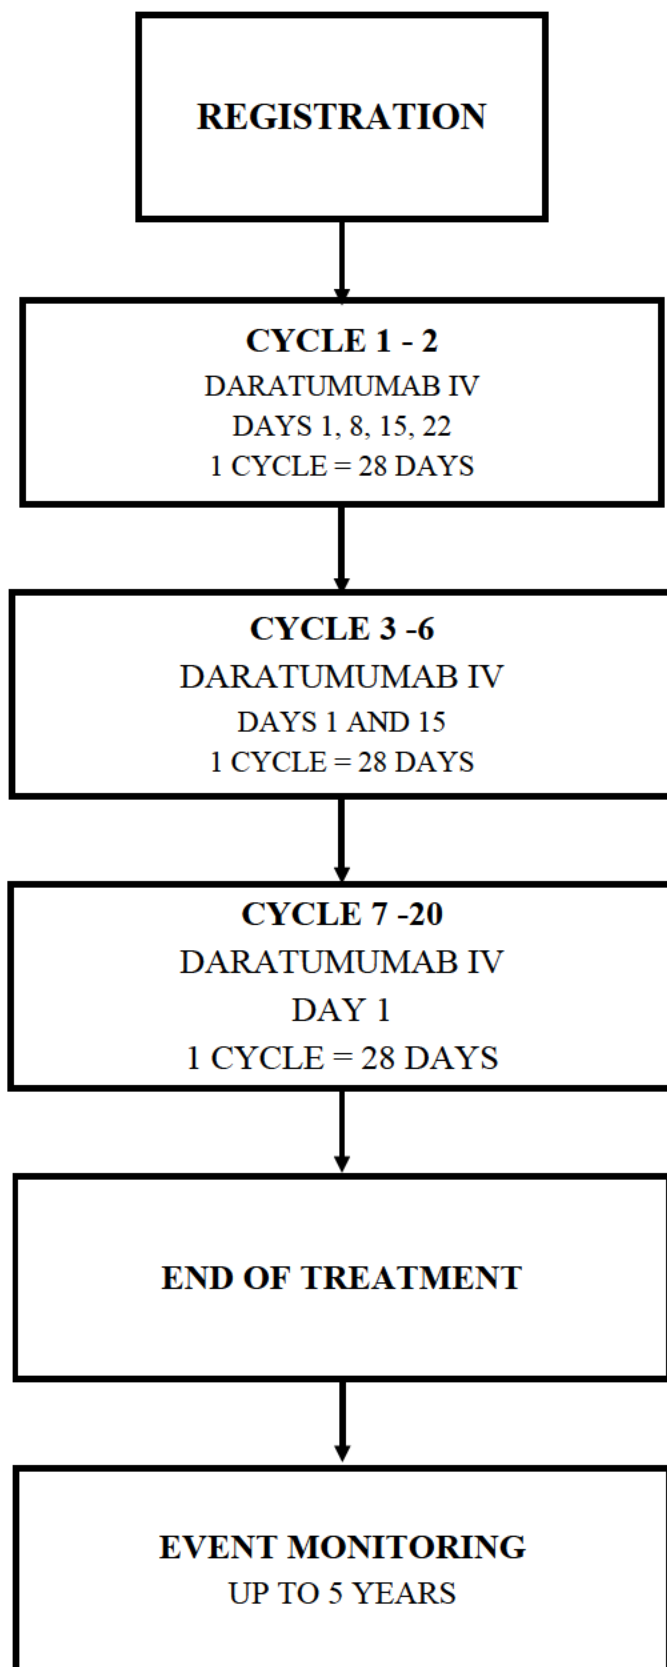 REGISTRATION
CYCLE 1 - 2
DARATUMUMAB IV
DAYS 1, 8, 15, 22
1 CYCLE = 28 DAYS
CYCLE 3 -6
DARATUMUMAB IV
DAYS 1 AND 15
1 CYCLE = 28 DAYS
CYCLE 7 -20
DARATUMUMAB IV
DAY 1
1 CYCLE = 28 DAYS
END OF TREATMENT
EVENT MONITORING
UP TO 5 YEARS